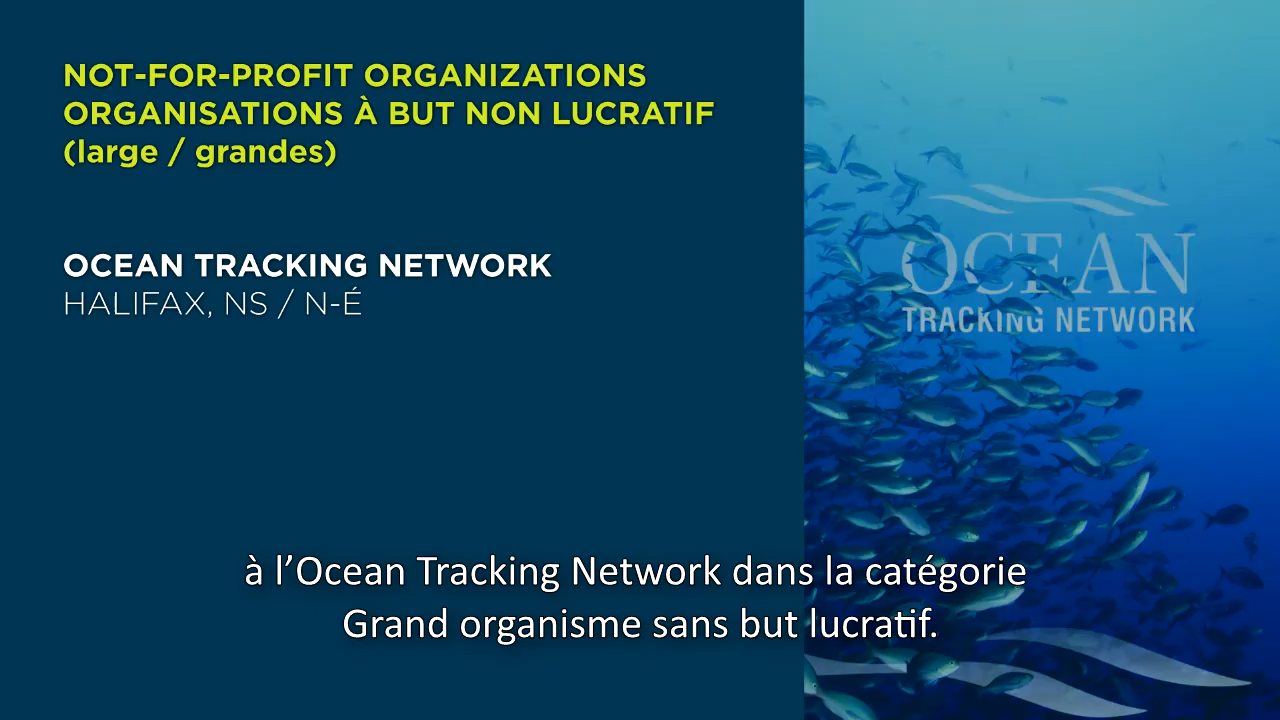 NOT-FOR-PROFIT ORGANIZATIONS
ORGANISATIONS À BUT NON LUCRATIF
(large / grandes)
OCEAN TRACKING NETWORK
HALIFAX, NS / N-É
OCEAN
TRACKING NETWORK
à l’Ocean Tracking Network dans la catégorie
Grand organisme sans but lucratif.